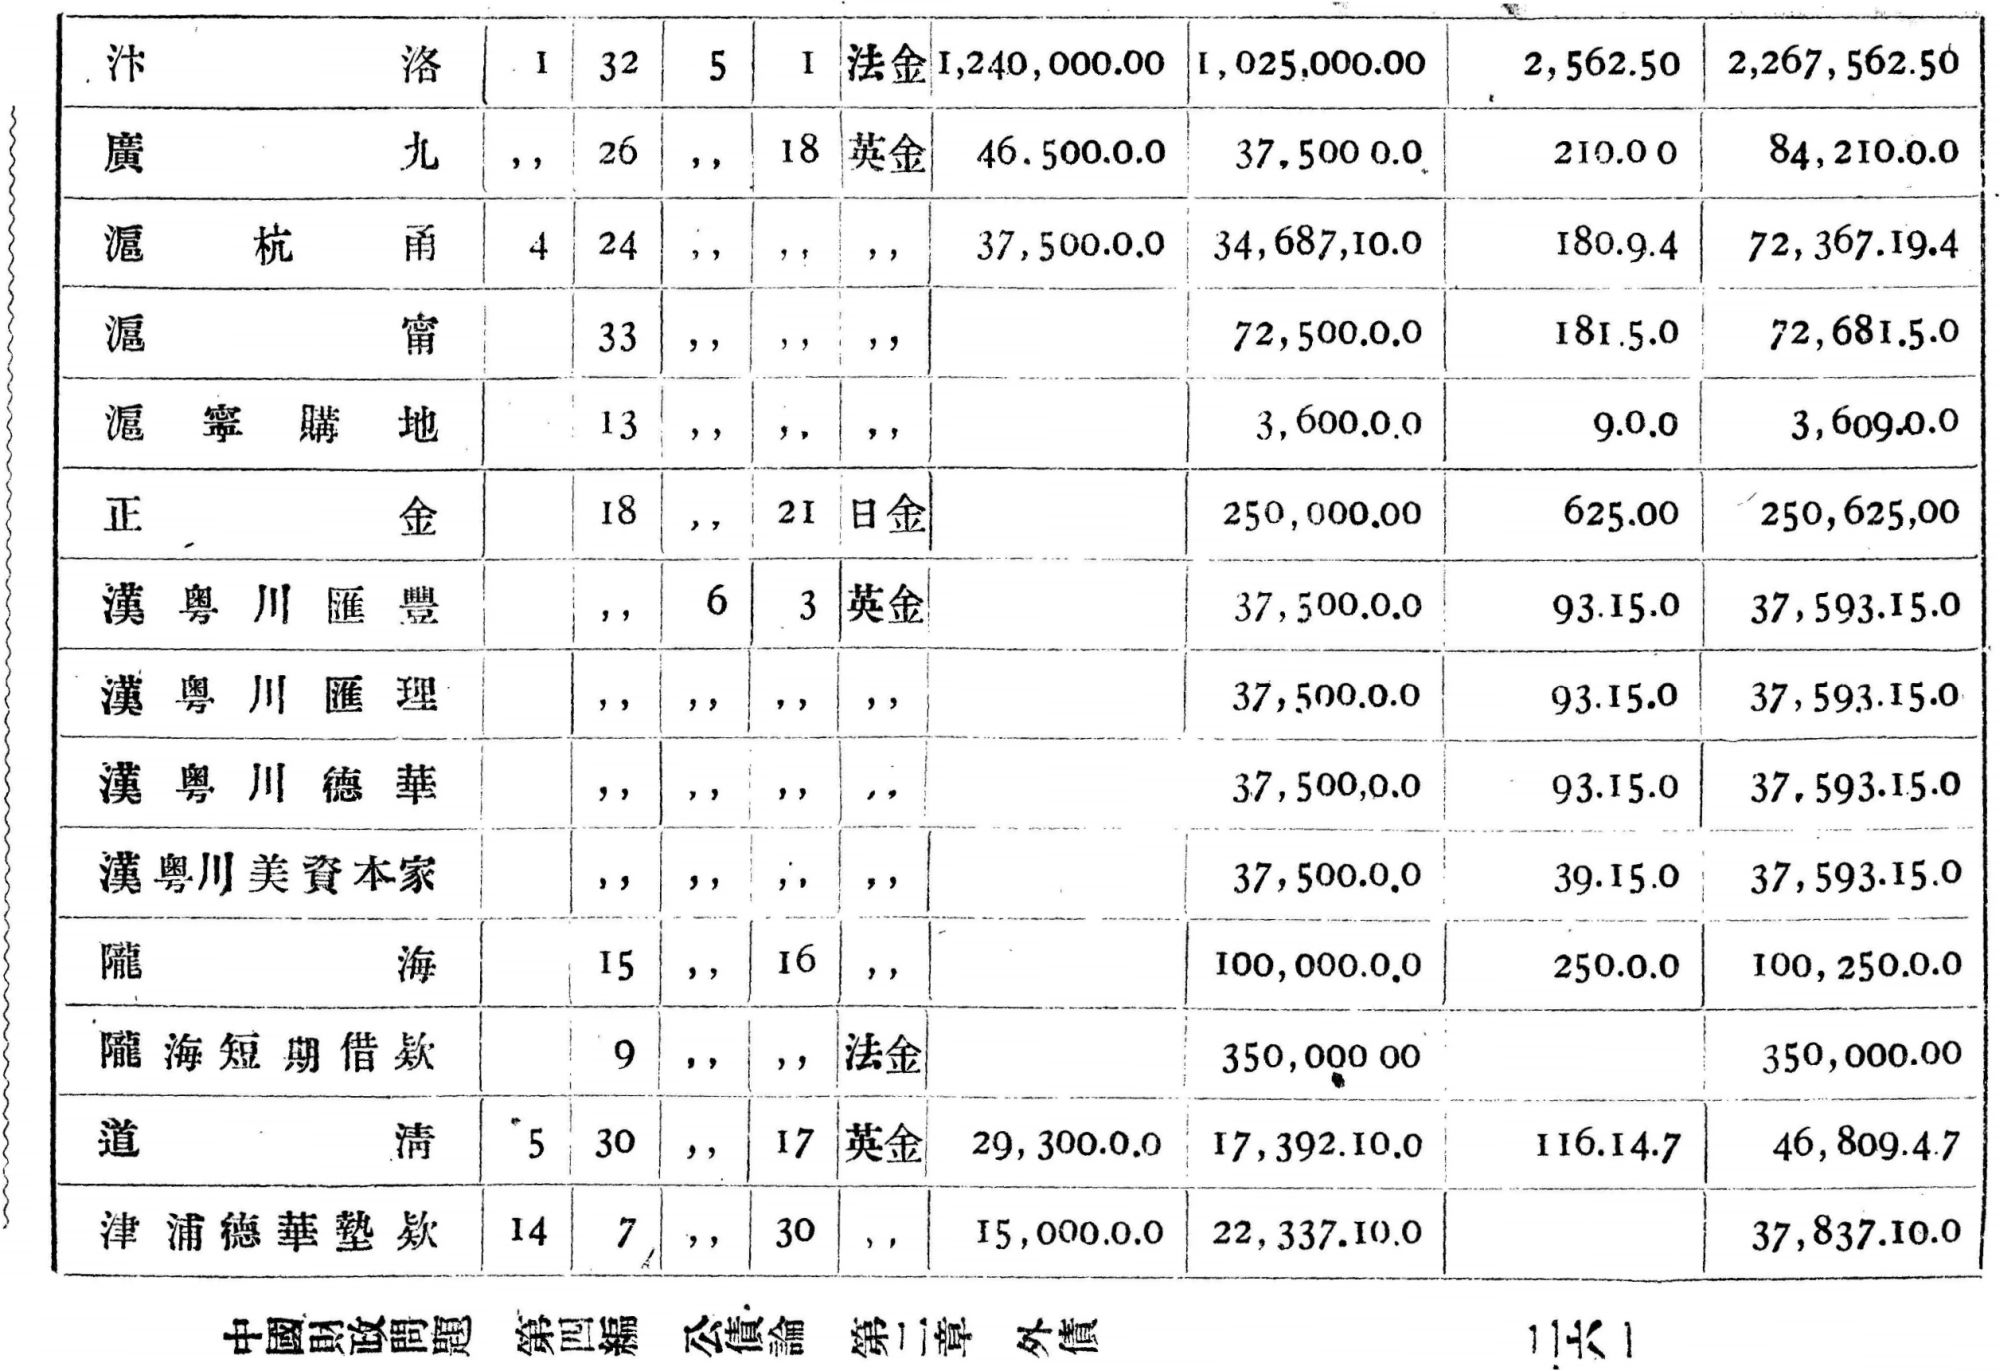 汴洛 1 32 5 1 法金 1,240,000.00 1,025,000.00 2,562.50 2,267,562.50
廣九 ,, 26 ,, 18 英金 46.500.0.0 37,500 0.0 210.0 0 84,210.0.0
滬杭甬 4 24 ,, ,, ,, 37,500.0.0 34,687,10.0 180.9.4 72,367.19.4
滬甯 33 ,, ,, ,, 72,500.0.0 181.5.0 72,681.5.0
滬寧購地 13 ,, ,, ,, 3,600.0.0 9.0.0 3,609.0.0
正金 18 ,, 21 日金 250,000.00 625.00 250,625,00
漢粵川匯豐 ,, 6 3 英金 37,500.0.0 93.15.0 37,593.15.0
漢粵川匯理 ,, ,, ,, ,, 37,500.0.0 93.15.0 37,593.15.0
漢粵川德華 ,, ,, ,, ,, 37,500,0.0 93.15.0 37,593.15.0
漢粵川美資本家 ,, ,, ,, ,, 37,500.0.0 39.15.0 37,593.15.0
隴海 15 ,, 16 ,, 100,000.0.0 250.0.0 100,250.0.0
隴海短期借款 9 ,, ,, 法金 350,000 00 350,000.00
道清 5 30 ,, 17 英金 29,300.0.0 17,392.10.0 116.14.7 46,809.4.7
津浦德華墊款 14 7 ,, 30 ,, 15,000.0.0 22,337.10.0 37,837.10.0
中國財政問題 第四編 公債論 第二章 外債 二六一